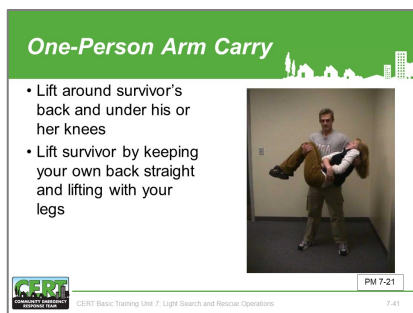 One-Person Arm Carry
• Lift around survivor's
back and under his or
her knees
• Lift survivor by keeping
your own back straight
and lifting with your
legs
PM 7-21
CERT
COMMUNITY EMERGENCY
RESPONSE TEAM
CERT Basic Training Unit 7: Light Search and Rescue Operations
7-41